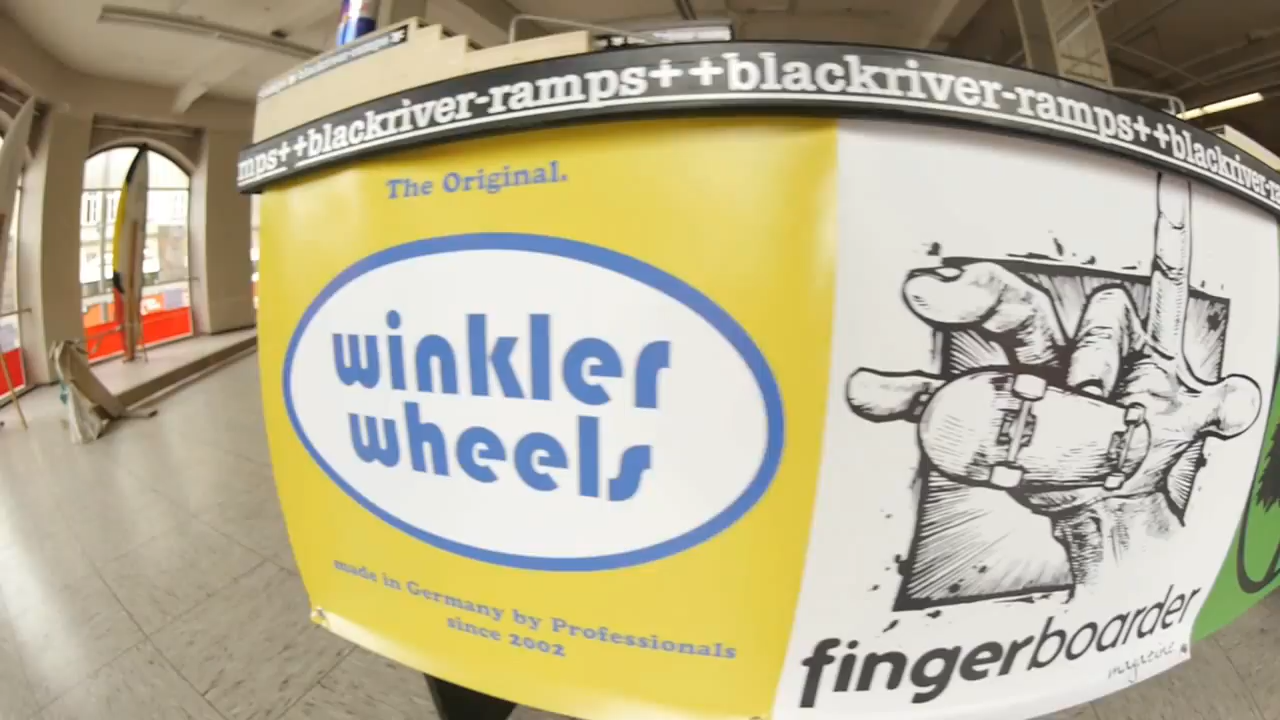 mps++blackriver-ramps++blackriver-ramps++blackriver-ra
The Original.
winkler
wheels
made in Germany by Professionals
since 2002
fingerboarder
magazine